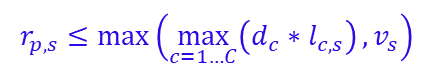 r_{p,s} ≤ max( max_{c=1…C} (d_c * l_{c,s}), v_s )